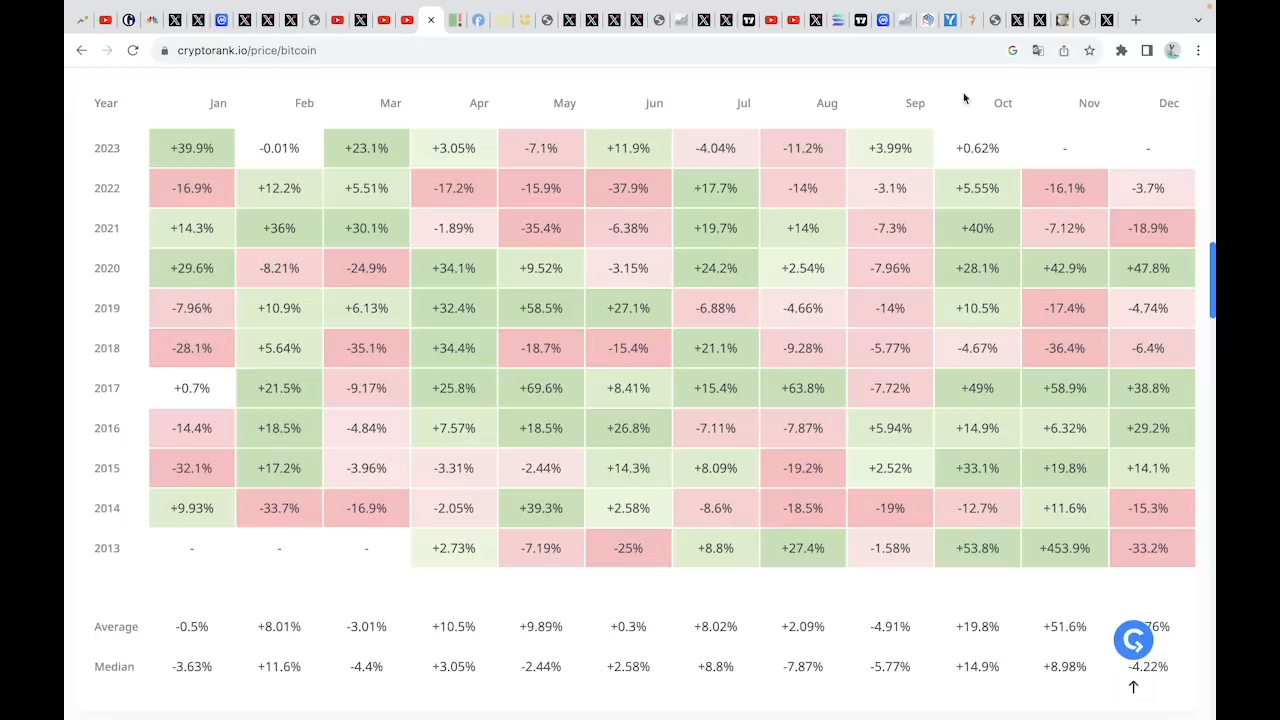 cryptorank.io/price/bitcoin
Year Jan Feb Mar Apr May Jun Jul Aug Sep Oct Nov Dec
2023 +39.9% -0.01% +23.1% +3.05% -7.1% +11.9% -4.04% -11.2% +3.99% +0.62% - -
2022 -16.9% +12.2% +5.51% -17.2% -15.9% -37.9% +17.7% -14% -3.1% +5.55% -16.1% -3.7%
2021 +14.3% +36% +30.1% -1.89% -35.4% -6.38% +19.7% +14% -7.3% +40% -7.12% -18.9%
2020 +29.6% -8.21% -24.9% +34.1% +9.52% -3.15% +24.2% +2.54% -7.96% +28.1% +42.9% +47.8%
2019 -7.96% +10.9% +6.13% +32.4% +58.5% +27.1% -6.88% -4.66% -14% +10.5% -17.4% -4.74%
2018 -28.1% +5.64% -35.1% +34.4% -18.7% -15.4% +21.1% -9.28% -5.77% -4.67% -36.4% -6.4%
2017 +0.7% +21.5% -9.17% +25.8% +69.6% +8.41% +15.4% +63.8% -7.72% +49% +58.9% +38.8%
2016 -14.4% +18.5% -4.84% +7.57% +18.5% +26.8% -7.11% -7.87% +5.94% +14.9% +6.32% +29.2%
2015 -32.1% +17.2% -3.96% -3.31% -2.44% +14.3% +8.09% -19.2% +2.52% +33.1% +19.8% +14.1%
2014 +9.93% -33.7% -16.9% -2.05% +39.3% +2.58% -8.6% -18.5% -19% -12.7% +11.6% -15.3%
2013 - - - +2.73% -7.19% -25% +8.8% +27.4% -1.58% +53.8% +453.9% -33.2%
Average -0.5% +8.01% -3.01% +10.5% +9.89% +0.3% +8.02% +2.09% -4.91% +19.8% +51.6%
Median -3.63% +11.6% -4.4% +3.05% -2.44% +2.58% +8.8% -7.87% -5.77% +14.9% +8.98% -4.22%